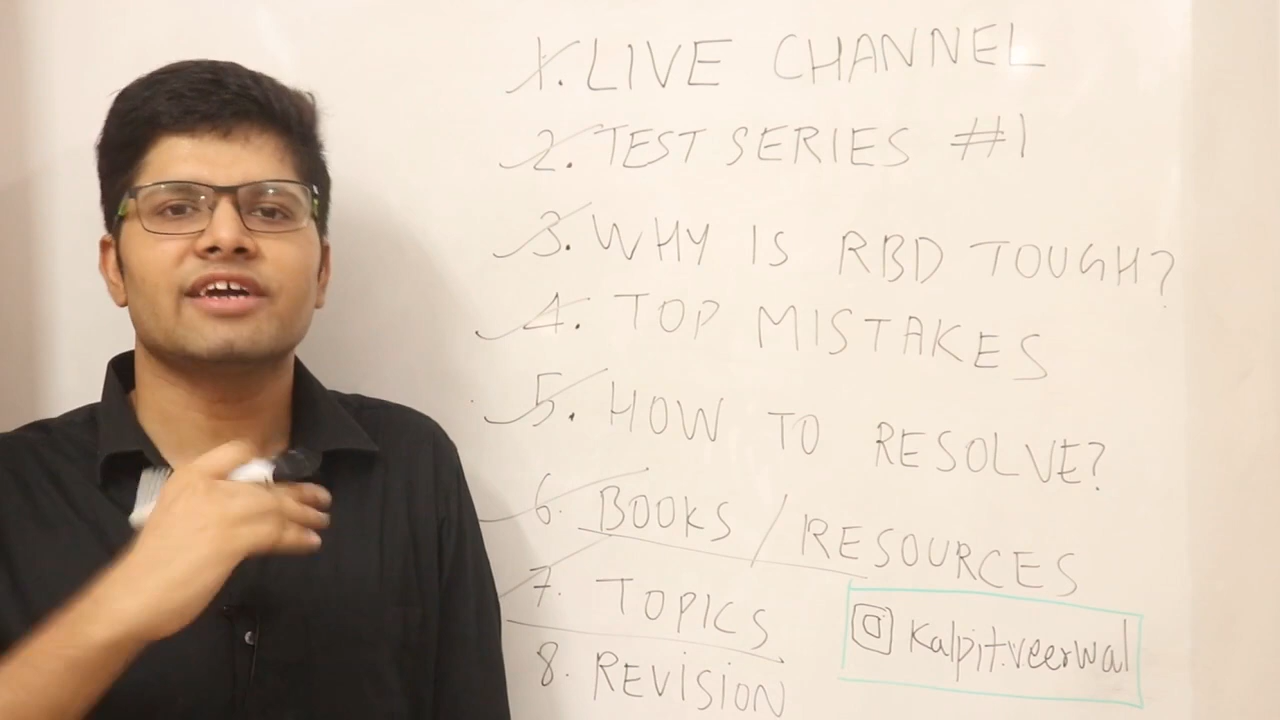 1. LIVE CHANNEL
2. TEST SERIES #1
3. WHY IS RBD TOUGH?
4. TOP MISTAKES
5. HOW TO RESOLVE?
6. BOOKS / RESOURCES
7. TOPICS
kalpit.veerwal
8. REVISION